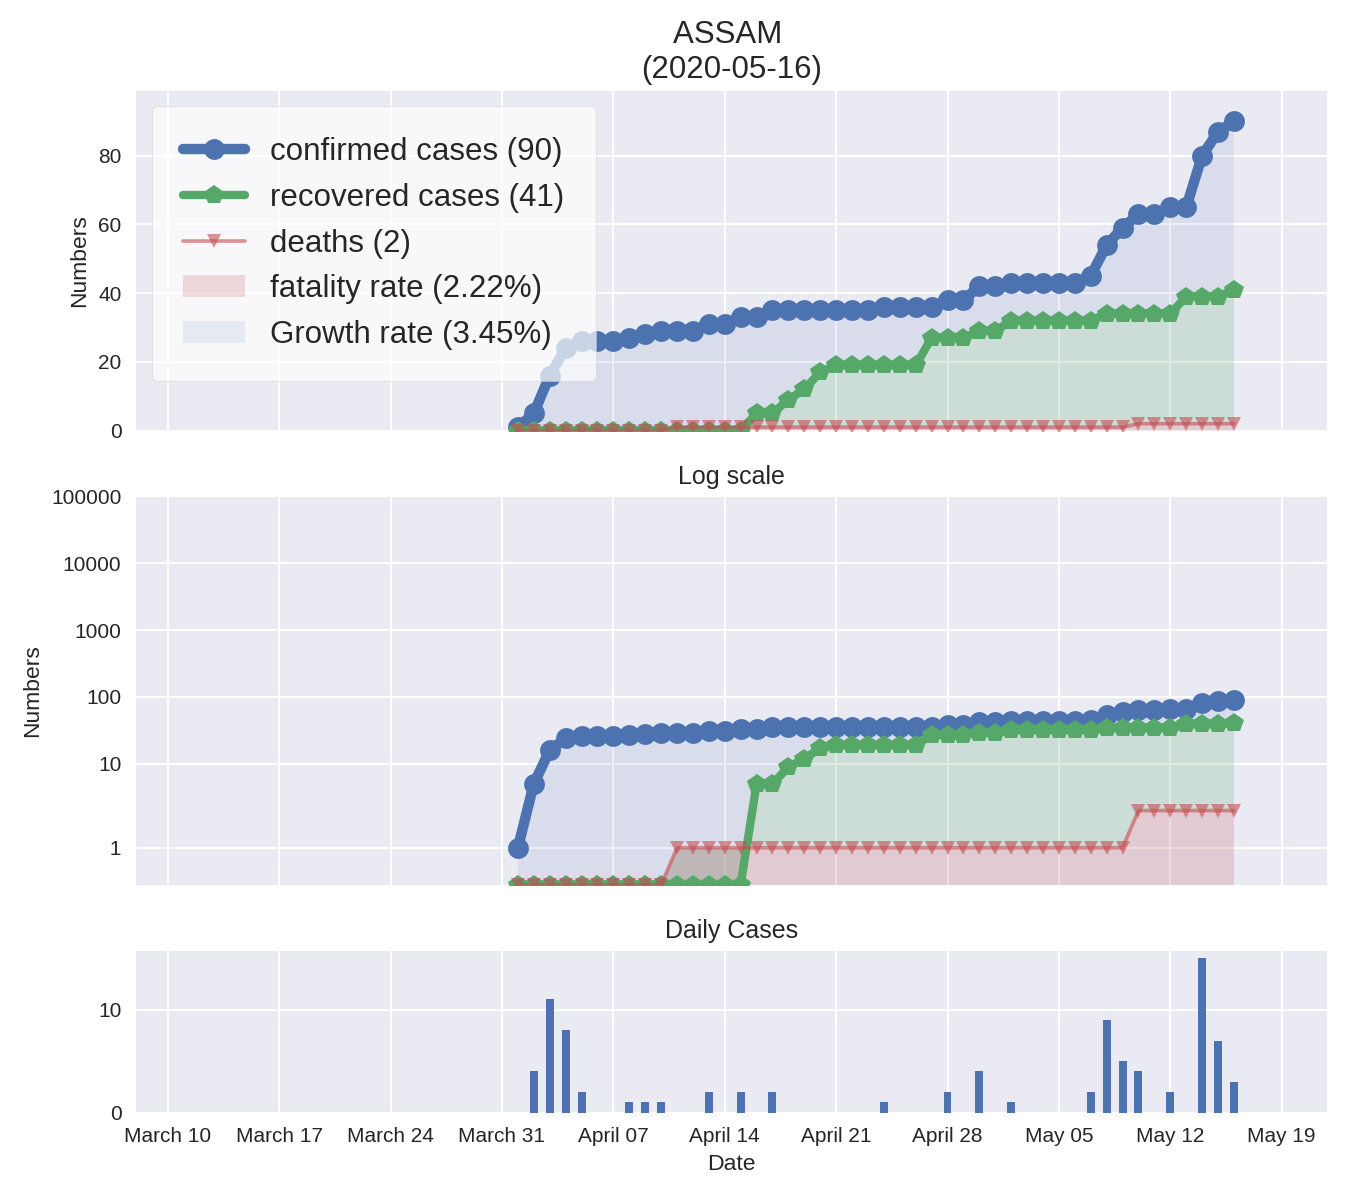 ASSAM
(2020-05-16)
confirmed cases (90)
recovered cases (41)
deaths (2)
fatality rate (2.22%)
Growth rate (3.45%)
Numbers
80
60
40
20
0
Log scale
Numbers
100000
10000
1000
100
10
1
Daily Cases
10
0
March 10 March 17 March 24 March 31 April 07 April 14 April 21 April 28 May 05 May 12 May 19
Date